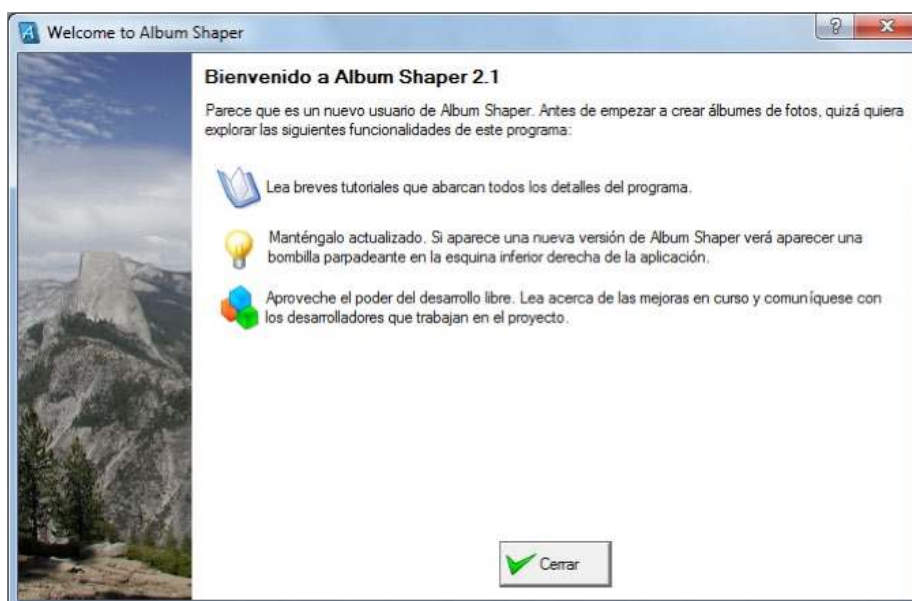 Welcome to Album Shaper
Bienvenido a Album Shaper 2.1
Parece que es un nuevo usuario de Album Shaper. Antes de empezar a crear álbumes de fotos, quizá quiera
explorar las siguientes funcionalidades de este programa:
Lea breves tutoriales que abarcan todos los detalles del programa.
Manténgalo actualizado. Si aparece una nueva versión de Album Shaper verá aparecer una
bombilla parpadeante en la esquina inferior derecha de la aplicación.
Aproveche el poder del desarrollo libre. Lea acerca de las mejoras en curso y comuníquese con
los desarrolladores que trabajan en el proyecto.
Cerrar